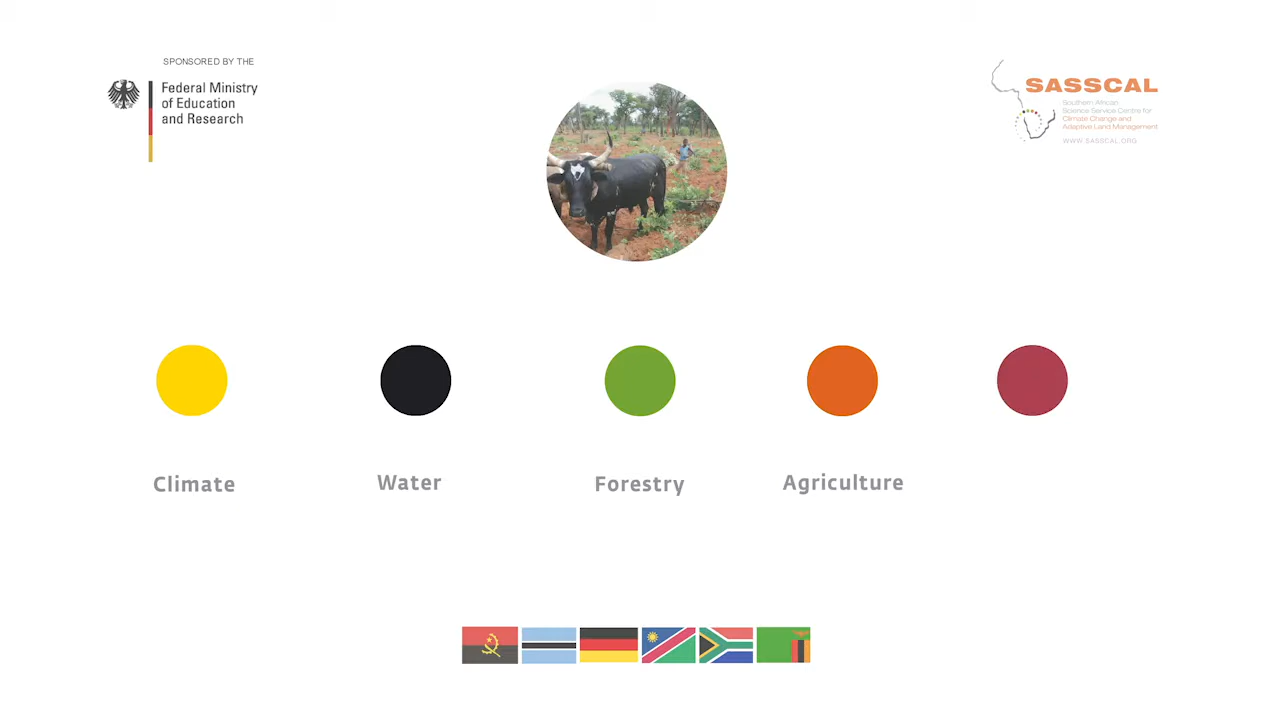 SPONSORED BY THE
Federal Ministry
of Education
and Research
SASSCAL
Southern African
Science Service Centre for
Climate Change and
Adaptive Land Management
WWW.SASSCAL.ORG
Climate
Water
Forestry
Agriculture